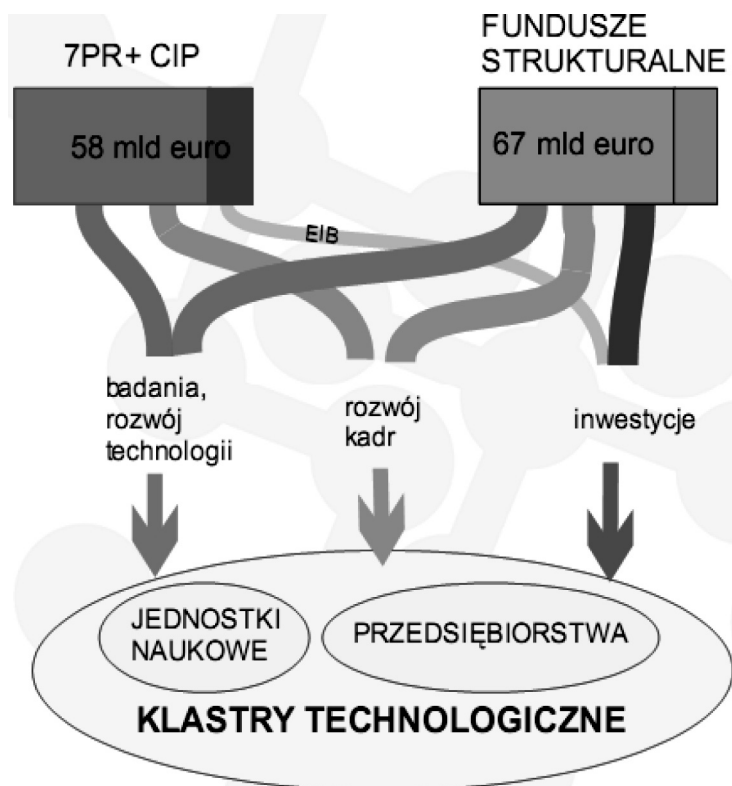 7PR+ CIP
FUNDUSZE
STRUKTURALNE
58 mld euro
67 mld euro
EIB
badania,
rozwój
technologii
rozwój
kadr
inwestycje
JEDNOSTKI
NAUKOWE
PRZEDSIĘBIORSTWA
KLASTRY TECHNOLOGICZNE